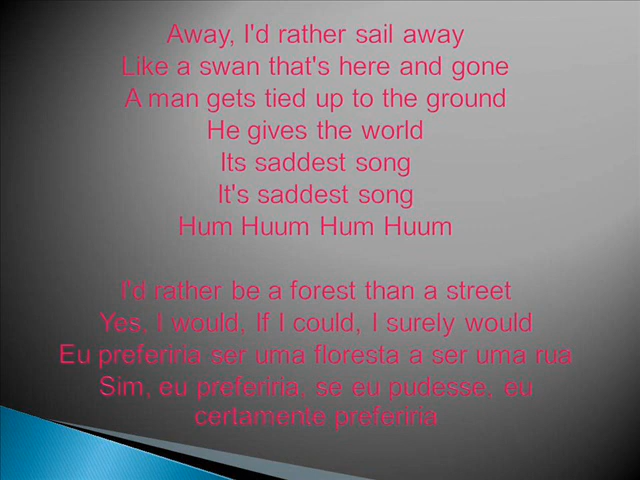 Away, I'd rather sail away
Like a swan that's here and gone
A man gets tied up to the ground
He gives the world
Its saddest song
It's saddest song
Hum Huum Hum Huum
I'd rather be a forest than a street
Yes, I would, If I could, I surely would
Eu preferiria ser uma floresta a ser uma rua
Sim, eu preferiria, se eu pudesse, eu
certamente preferiria